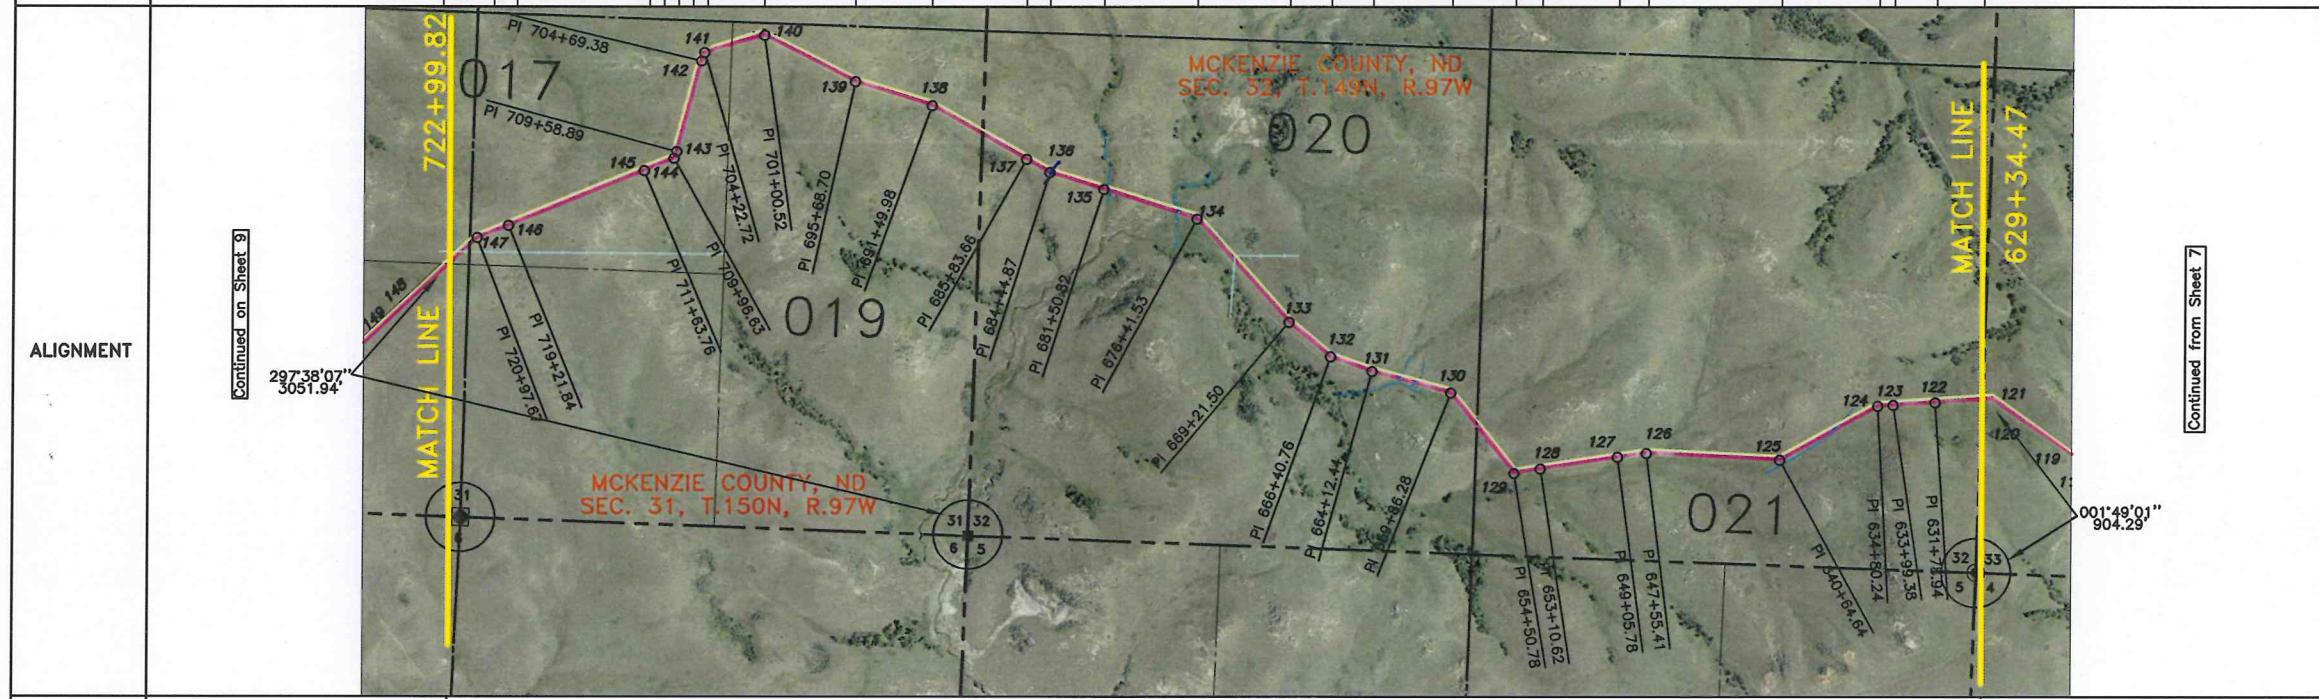 ALIGNMENT
Continued on Sheet 9
Continued from Sheet 7
722+99.82
MATCH LINE
MATCH LINE
629+34.47
297°38'07"
3051.94'
001°49'01"
904.29'
MCKENZIE COUNTY, ND
SEC. 32, T.149N, R.97W
MCKENZIE COUNTY, ND
SEC. 31, T.150N, R.97W
017
019
020
021
149
148
147
146
145
144
143
142
141
140
139
138
137
136
135
134
133
132
131
130
129
128
127
126
125
124
123
122
121
120
119
PI 720+97.67
PI 719+21.84
PI 711+63.76
PI 709+96.63
PI 709+58.89
PI 704+69.38
PI 704+22.72
PI 701+00.52
PI 695+68.70
PI 691+49.98
PI 685+83.66
PI 684+44.87
PI 681+50.82
PI 676+41.53
PI 669+21.50
PI 666+40.76
PI 664+12.44
PI
PI 654+50.78
PI 653+10.62
PI 649+05.78
PI 647+55.41
PI 640+64.64
PI 634+80.24
PI 633+99.38
PI 631+78.94
31
31 32
6 5
32 33
5 4